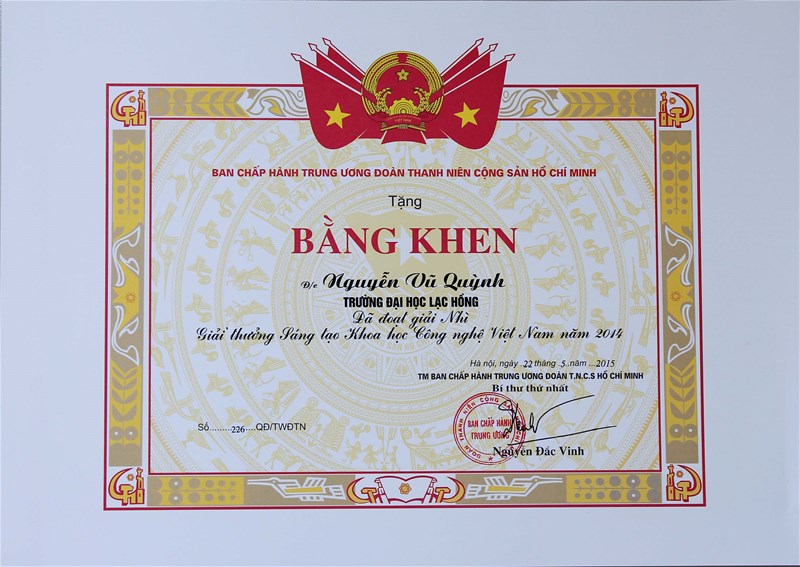 VIỆT NAM
BAN CHẤP HÀNH TRUNG ƯƠNG ĐOÀN THANH NIÊN CỘNG SẢN HỒ CHÍ MINH
Tặng
BẰNG KHEN
Đ/c Nguyễn Vũ Quỳnh
TRƯỜNG ĐẠI HỌC LẠC HỒNG
Đã đoạt giải Nhì
Giải thưởng Sáng tạo Khoa học Công nghệ Việt Nam năm 2014
Hà nội, ngày .22 tháng .5..năm ...2015
TM BAN CHẤP HÀNH TRUNG ƯƠNG ĐOÀN T.N.C.S HỒ CHÍ MINH
Bí thư thứ nhất
BAN CHẤP HÀNH
TRUNG ƯƠNG
Số.........226....QĐ/TWĐTN
Nguyễn Đắc Vinh